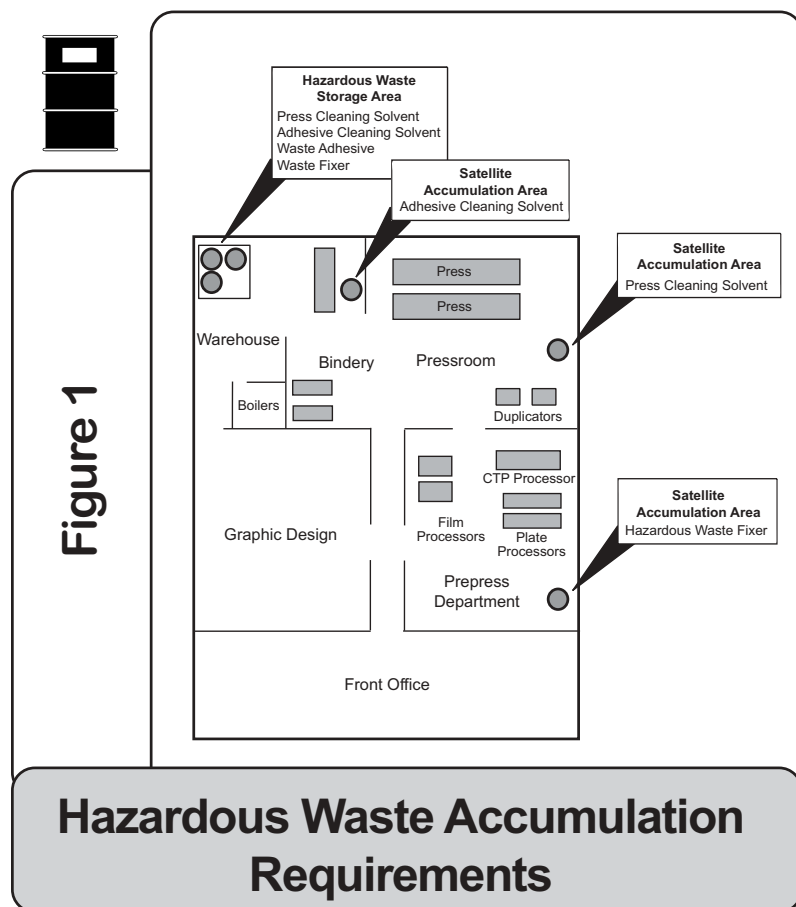 Figure 1
Hazardous Waste
Storage Area
Press Cleaning Solvent
Adhesive Cleaning Solvent
Waste Adhesive
Waste Fixer
Satellite
Accumulation Area
Adhesive Cleaning Solvent
Satellite
Accumulation Area
Press Cleaning Solvent
Press
Press
Warehouse
Bindery
Pressroom
Boilers
Duplicators
CTP Processor
Film
Processors
Plate
Processors
Graphic Design
Satellite
Accumulation Area
Hazardous Waste Fixer
Prepress
Department
Front Office
Hazardous Waste Accumulation
Requirements